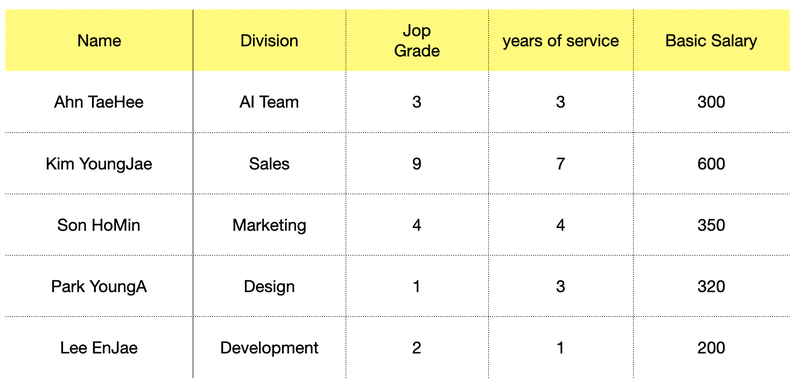 Name Division Jop Grade years of service Basic Salary
Ahn TaeHee AI Team 3 3 300
Kim YoungJae Sales 9 7 600
Son HoMin Marketing 4 4 350
Park YoungA Design 1 3 320
Lee EnJae Development 2 1 200